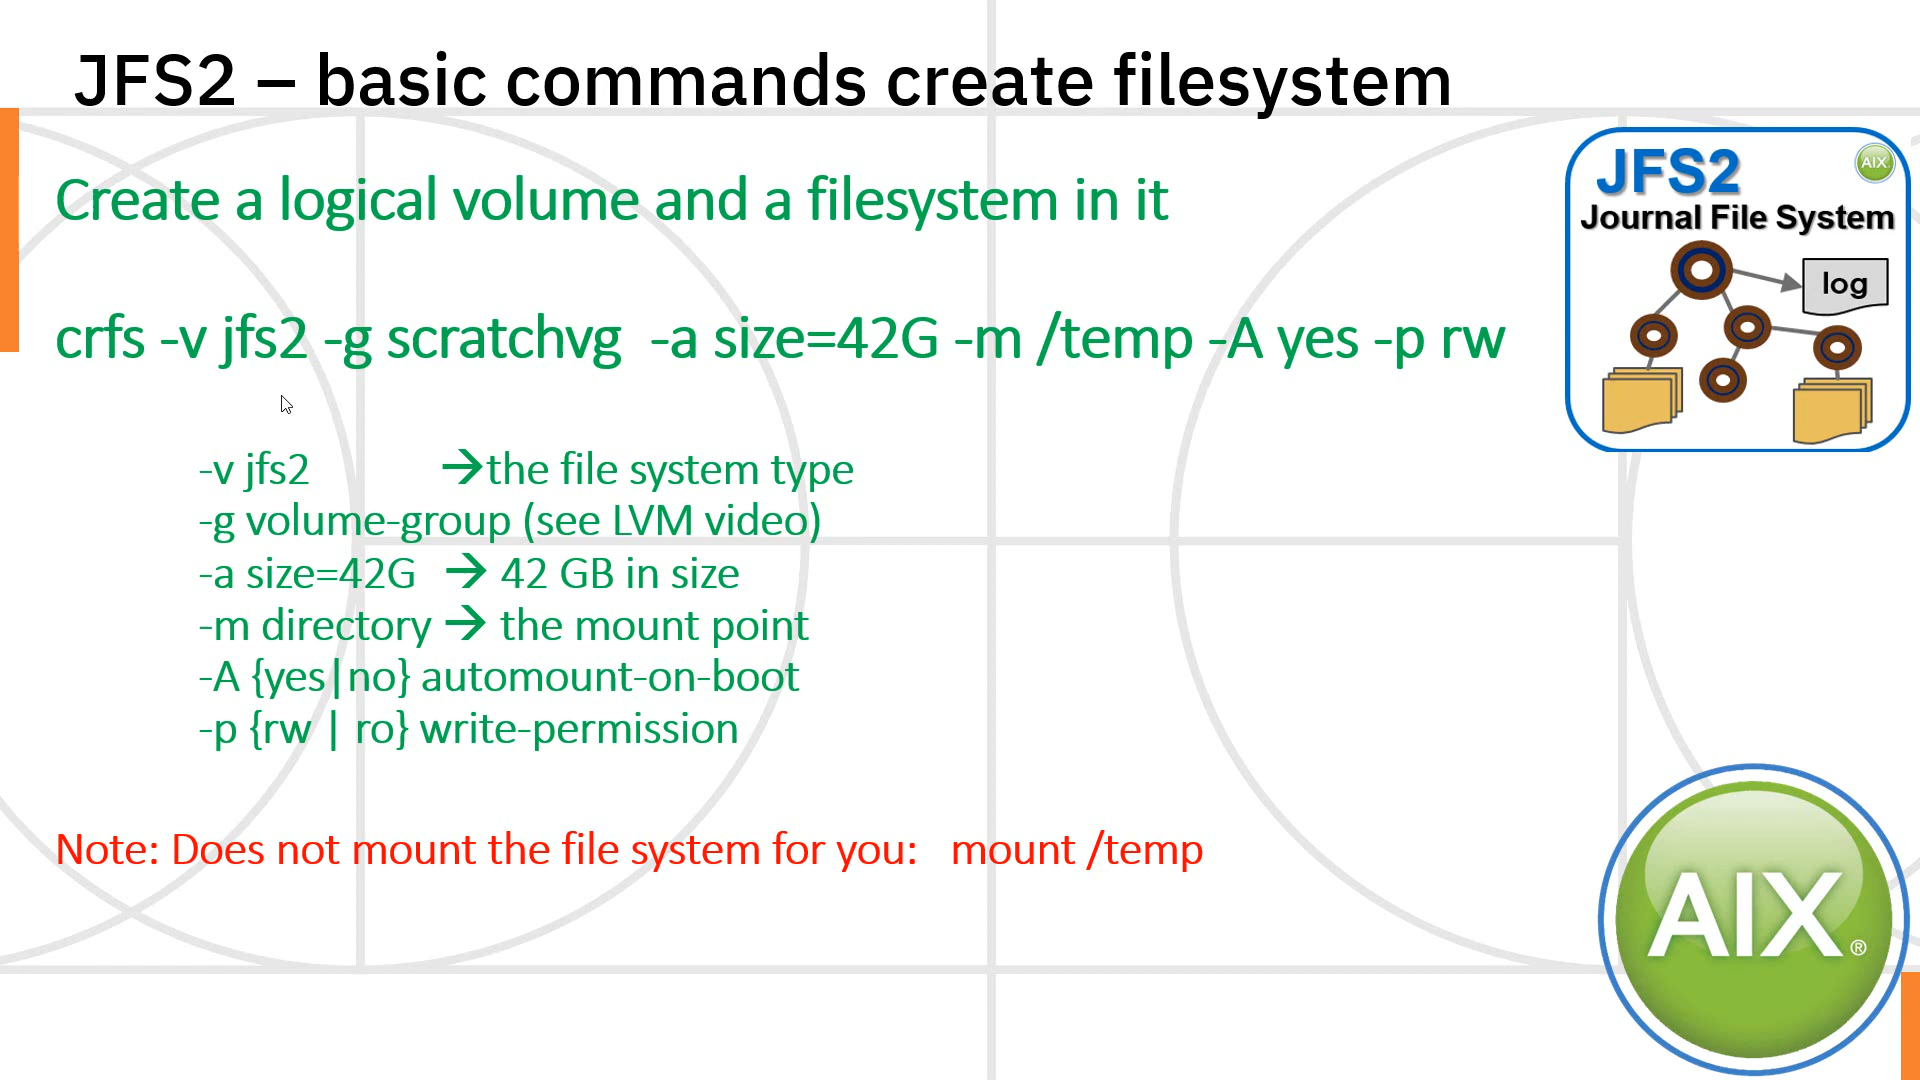 JFS2 – basic commands create filesystem
JFS2
AIX
Journal File System
log
Create a logical volume and a filesystem in it
crfs -v jfs2 -g scratchvg  -a size=42G -m /temp -A yes -p rw
-v jfs2 →the file system type
-g volume-group (see LVM video)
-a size=42G → 42 GB in size
-m directory → the mount point
-A {yes|no} automount-on-boot
-p {rw | ro} write-permission
Note: Does not mount the file system for you:   mount /temp
AIX®